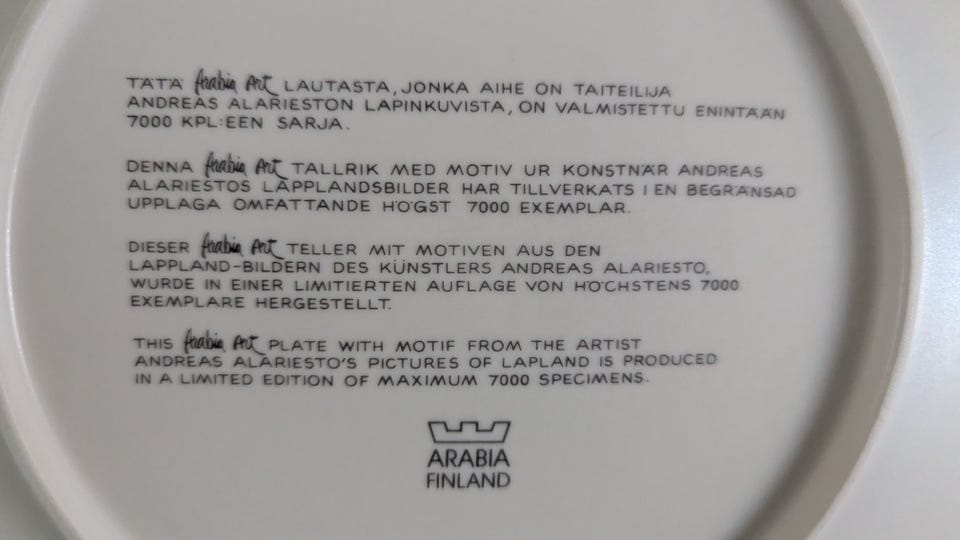 TÄTÄ Arabia Art LAUTASTA, JONKA AIHE ON TAITEILIJA
ANDREAS ALARIESTON LAPINKUVISTA, ON VALMISTETTU ENINTÄÄN
7000 KPL:EEN SARJA.
DENNA Arabia Art TALLRIK MED MOTIV UR KONSTNÄR ANDREAS
ALARIESTOS LAPPLANDSBILDER HAR TILLVERKATS I EN BEGRÄNSAD
UPPLAGA OMFATTANDE HÖGST 7000 EXEMPLAR.
DIESER Arabia Art TELLER MIT MOTIVEN AUS DEN
LAPPLAND-BILDERN DES KÜNSTLERS ANDREAS ALARIESTO,
WURDE IN EINER LIMITIERTEN AUFLAGE VON HÖCHSTENS 7000
EXEMPLARE HERGESTELLT.
THIS Arabia Art PLATE WITH MOTIF FROM THE ARTIST
ANDREAS ALARIESTO'S PICTURES OF LAPLAND IS PRODUCED
IN A LIMITED EDITION OF MAXIMUM 7000 SPECIMENS.
ARABIA
FINLAND